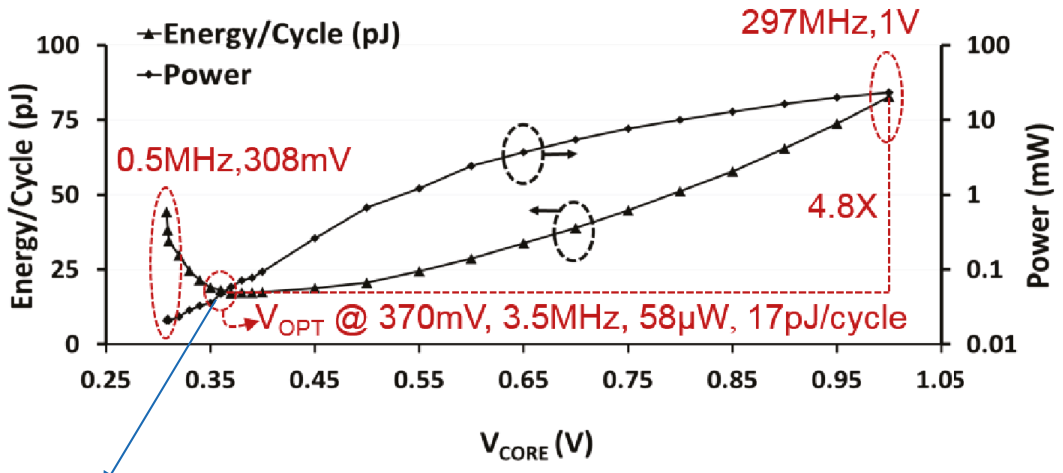 Energy/Cycle (pJ)
Power
297MHz,1V
0.5MHz,308mV
4.8X
V_OPT @ 370mV, 3.5MHz, 58µW, 17pJ/cycle
Energy/Cycle (pJ)
100
75
50
25
0
100
10
1
0.1
0.01
Power (mW)
0.25 0.35 0.45 0.55 0.65 0.75 0.85 0.95 1.05
V_CORE (V)